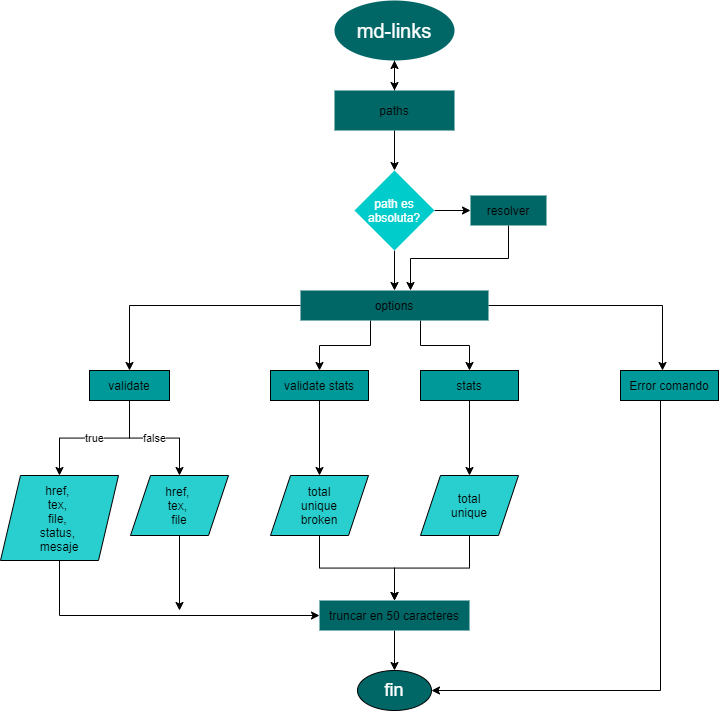 md-links
paths
path es
absoluta?
resolver
options
validate
validate stats
stats
Error comando
true
false
href,
tex,
file,
status,
mesaje
href,
tex,
file
total
unique
broken
total
unique
truncar en 50 caracteres
fin